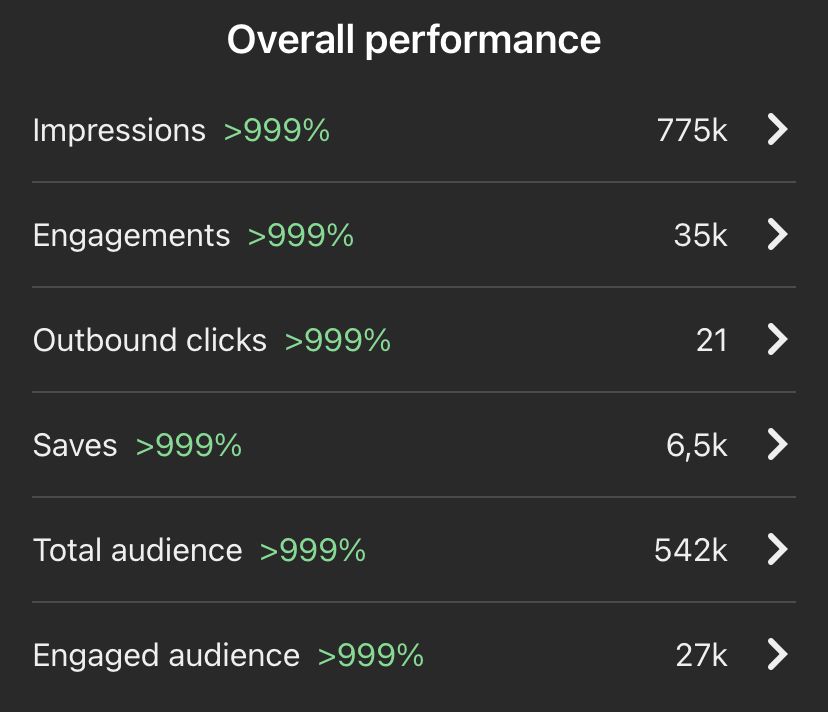 Overall performance
Impressions >999% 775k
Engagements >999% 35k
Outbound clicks >999% 21
Saves >999% 6,5k
Total audience >999% 542k
Engaged audience >999% 27k